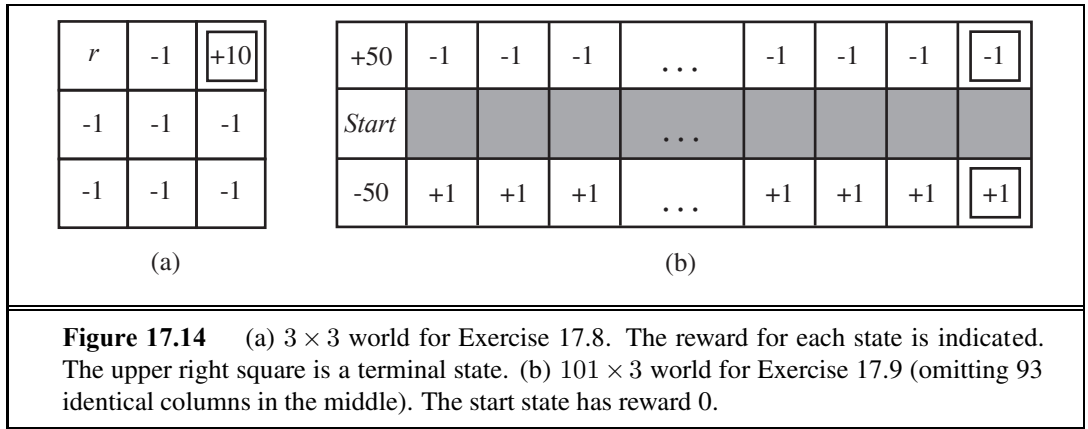 r -1 +10
-1 -1 -1
-1 -1 -1
(a)
+50 -1 -1 -1 ... -1 -1 -1 -1
Start ...
-50 +1 +1 +1 ... +1 +1 +1 +1
(b)
Figure 17.14 (a) 3 × 3 world for Exercise 17.8. The reward for each state is indicated.
The upper right square is a terminal state. (b) 101 × 3 world for Exercise 17.9 (omitting 93
identical columns in the middle). The start state has reward 0.